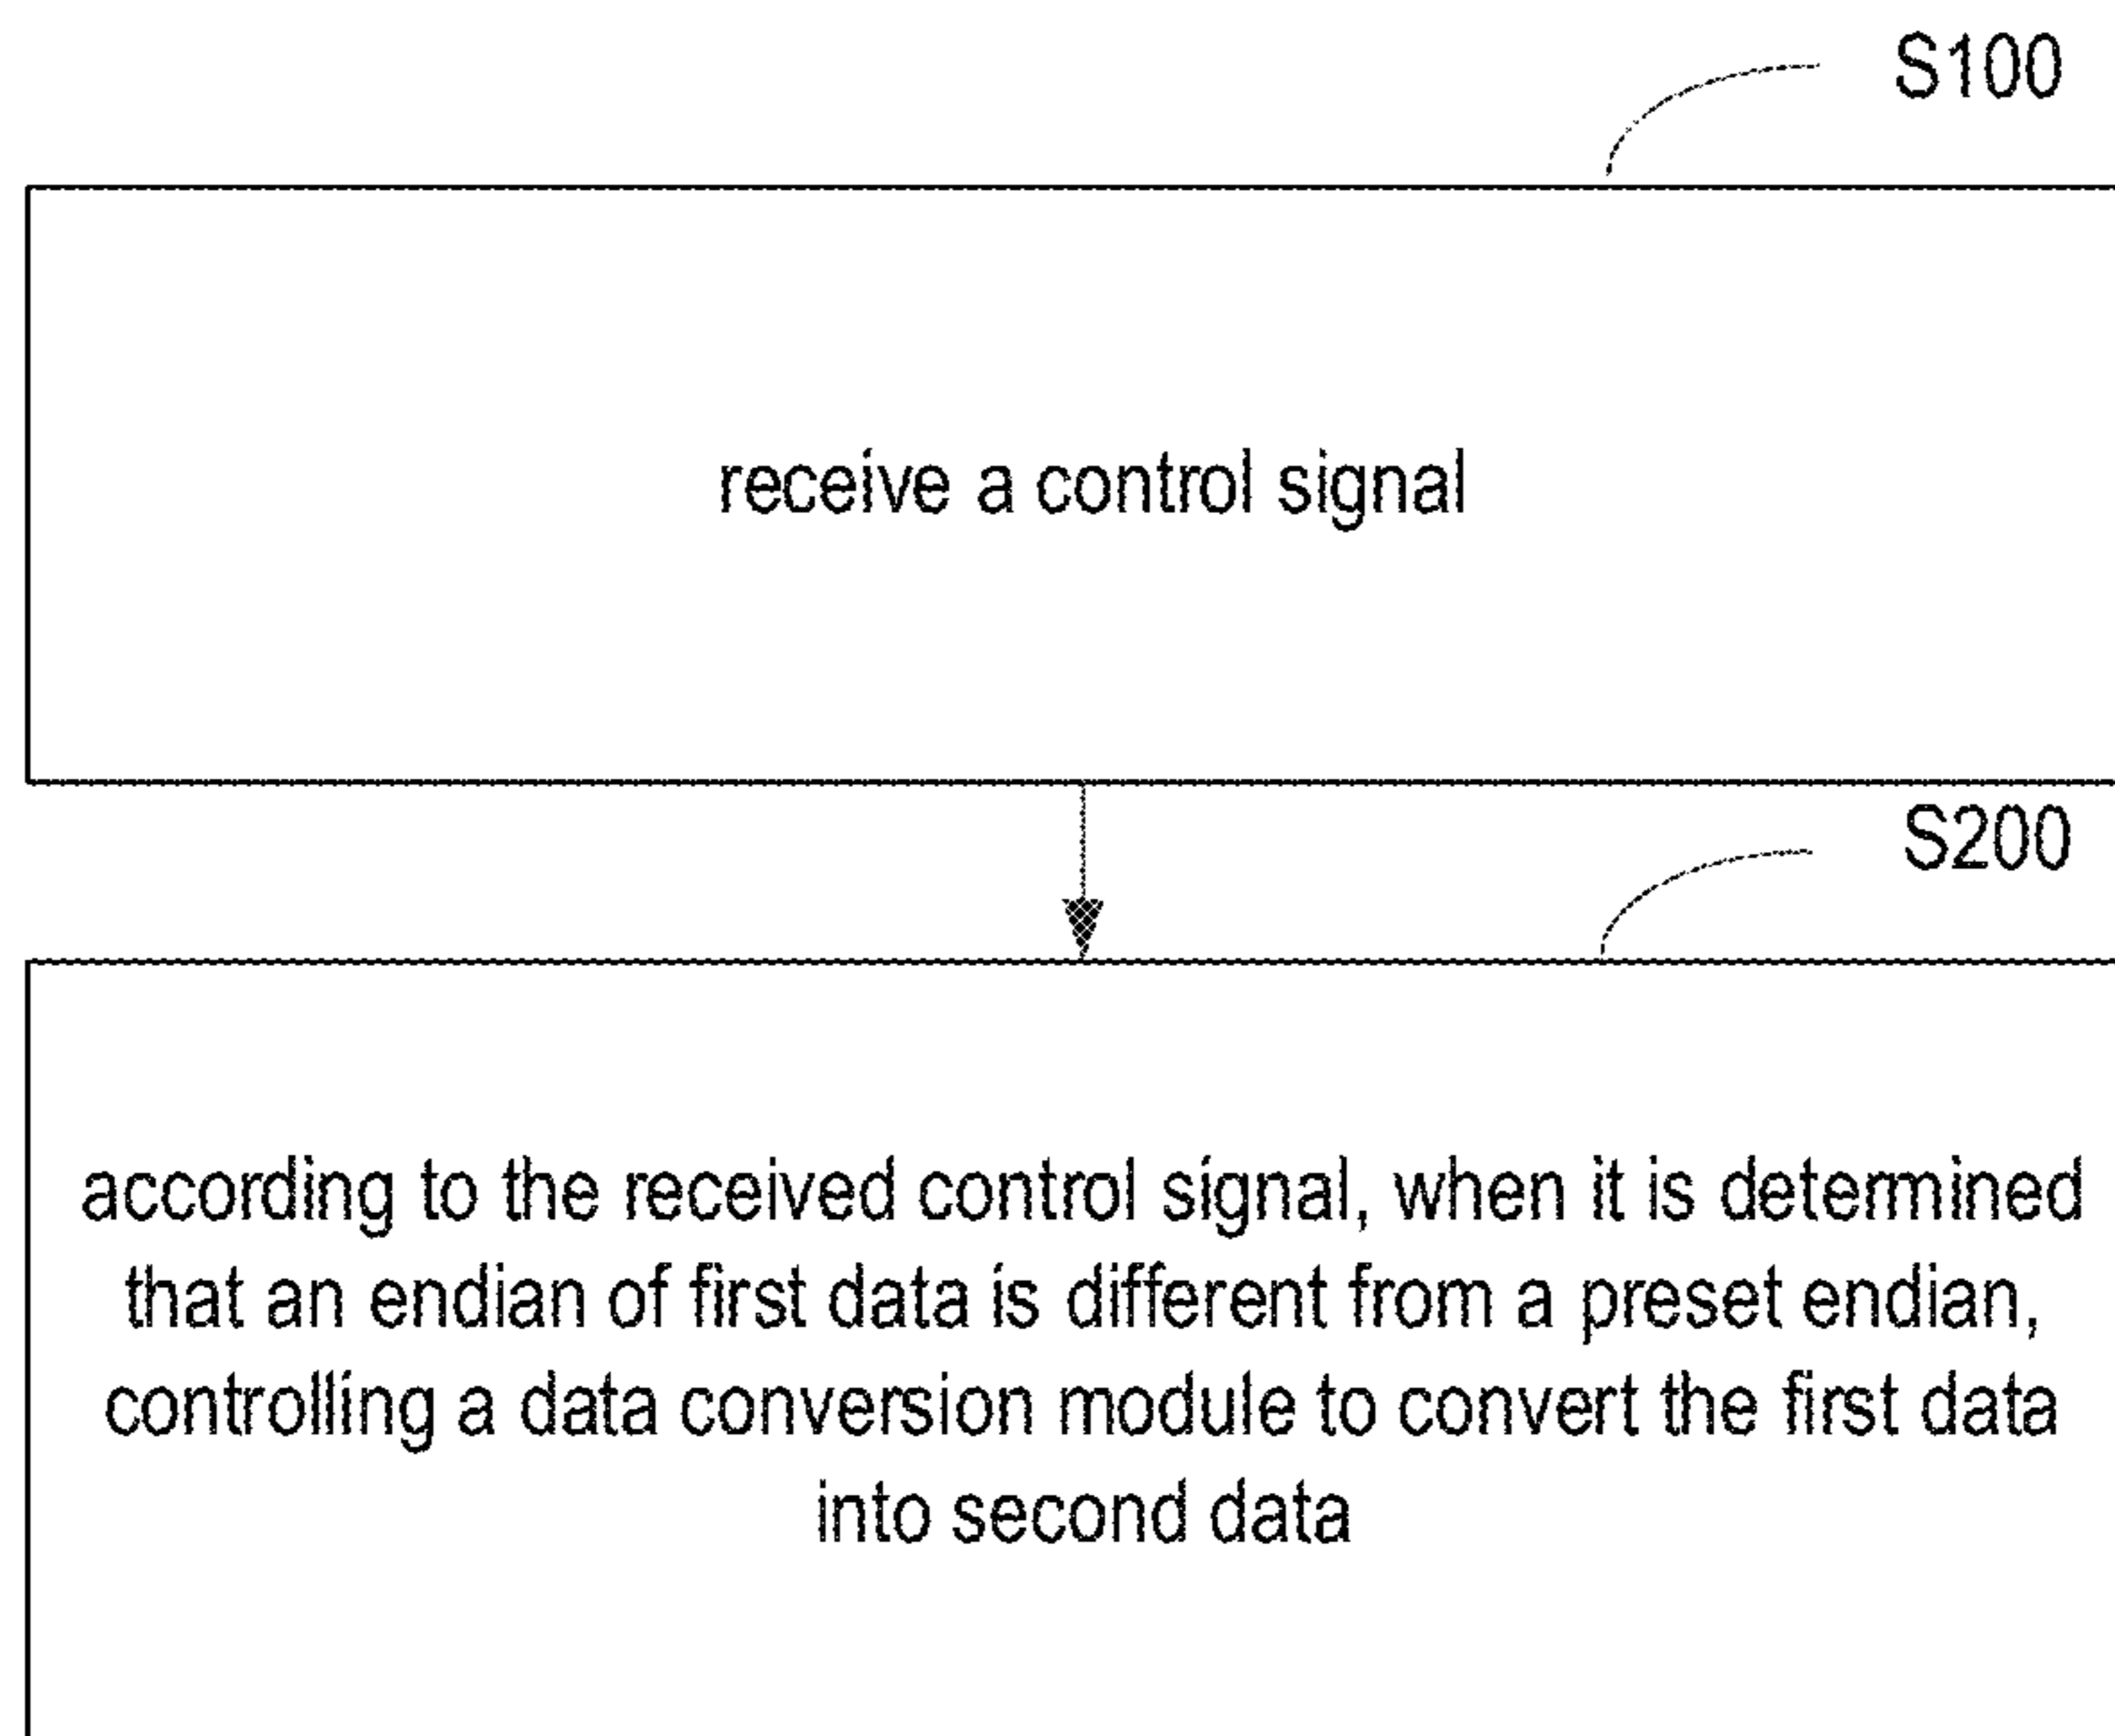 S100
receive a control signal
S200
according to the received control signal, when it is determined
that an endian of first data is different from a preset endian,
controlling a data conversion module to convert the first data
into second data